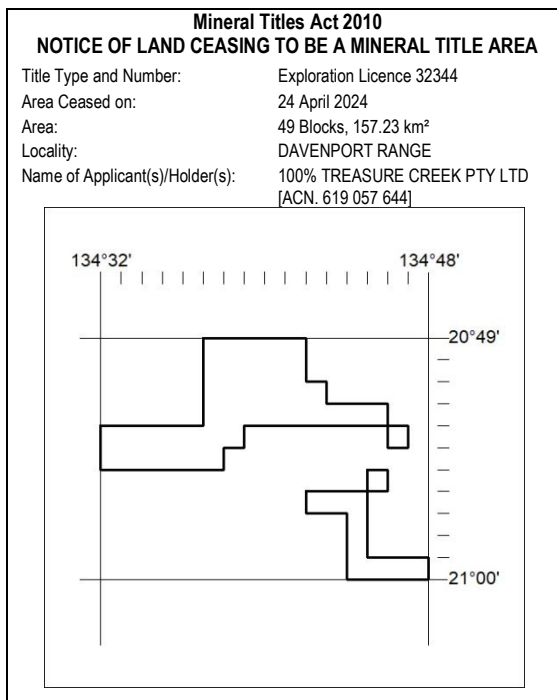 Mineral Titles Act 2010
NOTICE OF LAND CEASING TO BE A MINERAL TITLE AREA
Title Type and Number: Exploration Licence 32344
Area Ceased on: 24 April 2024
Area: 49 Blocks, 157.23 km²
Locality: DAVENPORT RANGE
Name of Applicant(s)/Holder(s): 100% TREASURE CREEK PTY LTD
[ACN. 619 057 644]
134°32' 134°48'
20°49'
21°00'